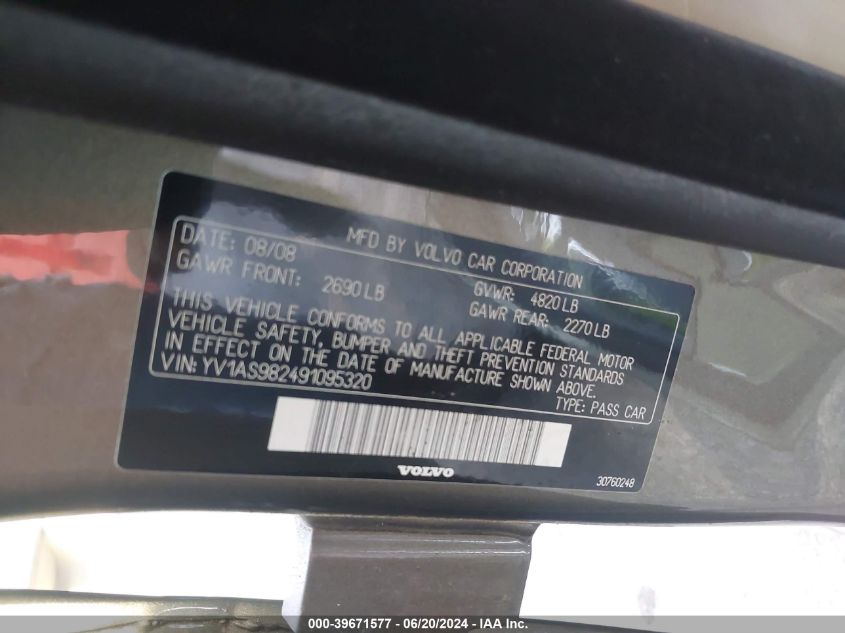 MFD BY VOLVO CAR CORPORATION
DATE: 08/08 GVWR: 4820 LB
GAWR FRONT: 2690 LB GAWR REAR: 2270 LB
THIS VEHICLE CONFORMS TO ALL APPLICABLE FEDERAL MOTOR
VEHICLE SAFETY, BUMPER AND THEFT PREVENTION STANDARDS
IN EFFECT ON THE DATE OF MANUFACTURE SHOWN ABOVE.
VIN: YV1AS982491095320 TYPE: PASS CAR
VOLVO
30760248
000-39671577 - 06/20/2024 - IAA Inc.